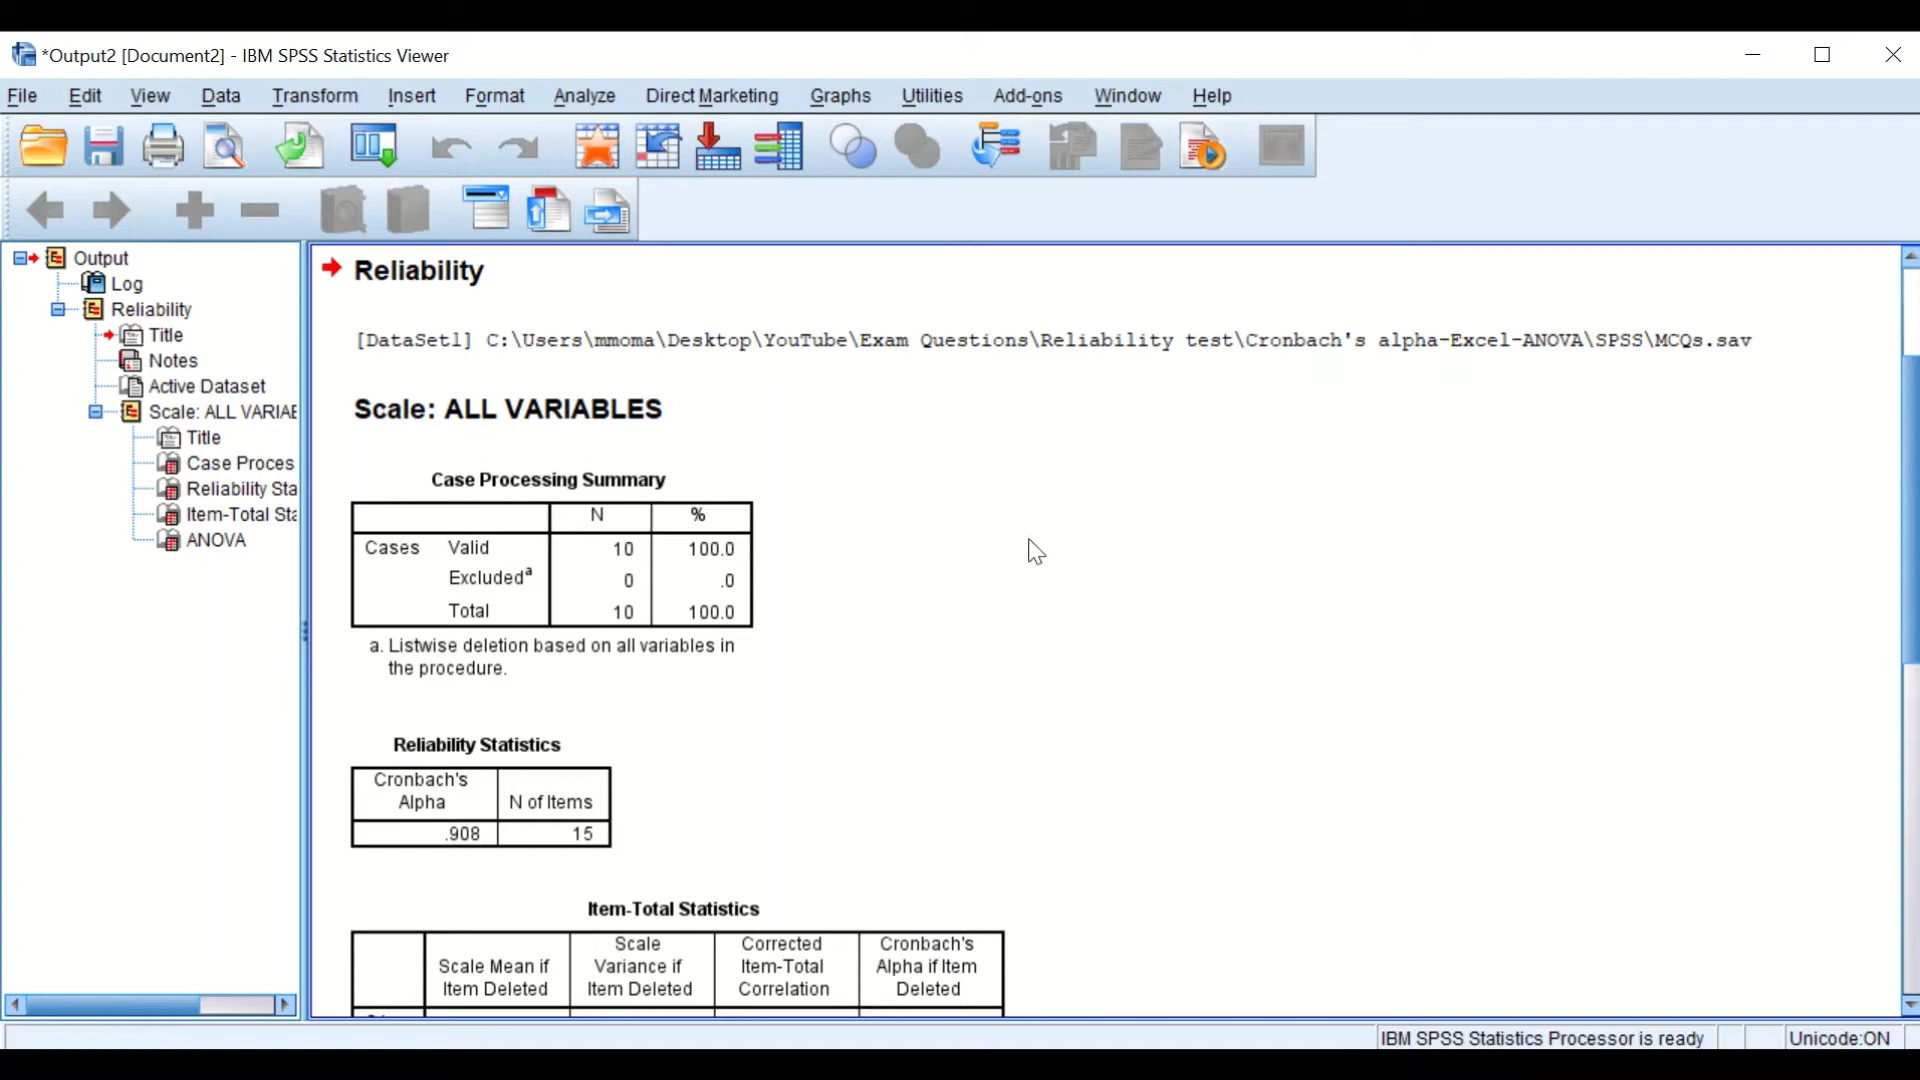 *Output2 [Document2] - IBM SPSS Statistics Viewer
File Edit View Data Transform Insert Format Analyze Direct Marketing Graphs Utilities Add-ons Window Help
Output
Log
Reliability
Title
Notes
Active Dataset
Scale: ALL VARIAE
Title
Case Proces
Reliability Sta
Item-Total Sta
ANOVA
Reliability
[DataSet1] C:\Users\mmoma\Desktop\YouTube\Exam Questions\Reliability test\Cronbach's alpha-Excel-ANOVA\SPSS\MCQs.sav
Scale: ALL VARIABLES
Case Processing Summary
N %
Cases Valid 10 100.0
Excludedª 0 .0
Total 10 100.0
a. Listwise deletion based on all variables in
the procedure.
Reliability Statistics
Cronbach's
Alpha N of Items
.908 15
Item-Total Statistics
Scale Mean if
Item Deleted
Scale
Variance if
Item Deleted
Corrected
Item-Total
Correlation
Cronbach's
Alpha if Item
Deleted
IBM SPSS Statistics Processor is ready Unicode:ON